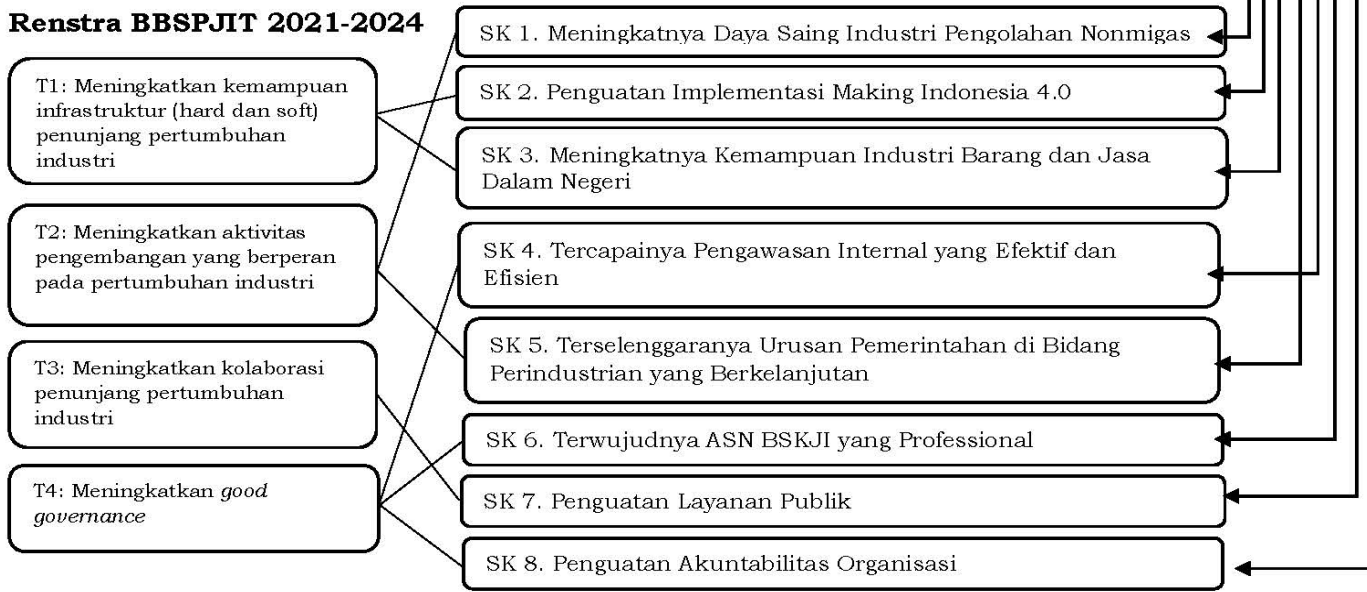 Renstra BBSPJIT 2021-2024
T1: Meningkatkan kemampuan
infrastruktur (hard dan soft)
penunjang pertumbuhan
industri
T2: Meningkatkan aktivitas
pengembangan yang berperan
pada pertumbuhan industri
T3: Meningkatkan kolaborasi
penunjang pertumbuhan
industri
T4: Meningkatkan good
governance
SK 1. Meningkatnya Daya Saing Industri Pengolahan Nonmigas
SK 2. Penguatan Implementasi Making Indonesia 4.0
SK 3. Meningkatnya Kemampuan Industri Barang dan Jasa
Dalam Negeri
SK 4. Tercapainya Pengawasan Internal yang Efektif dan
Efisien
SK 5. Terselenggaranya Urusan Pemerintahan di Bidang
Perindustrian yang Berkelanjutan
SK 6. Terwujudnya ASN BSKJI yang Professional
SK 7. Penguatan Layanan Publik
SK 8. Penguatan Akuntabilitas Organisasi